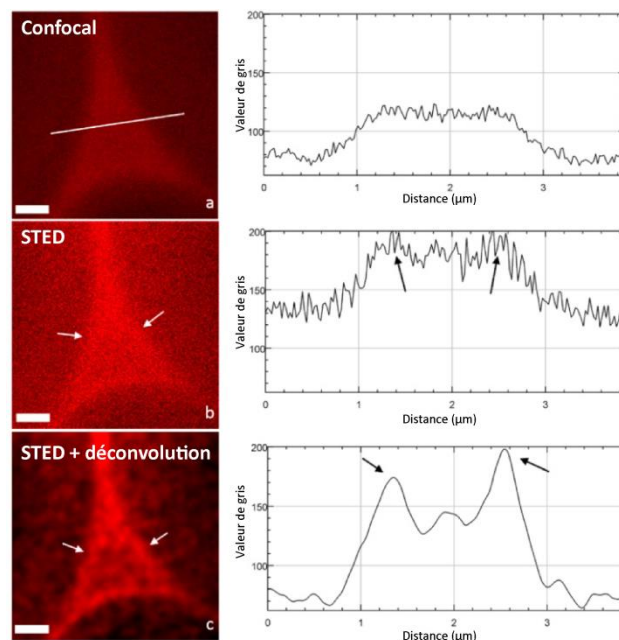 Confocal
a
Valeur de gris
200
150
100
0
1
2
3
Distance (µm)
STED
b
Valeur de gris
200
150
100
0
1
2
3
Distance (µm)
STED + déconvolution
c
Valeur de gris
200
150
100
0
1
2
3
Distance (µm)